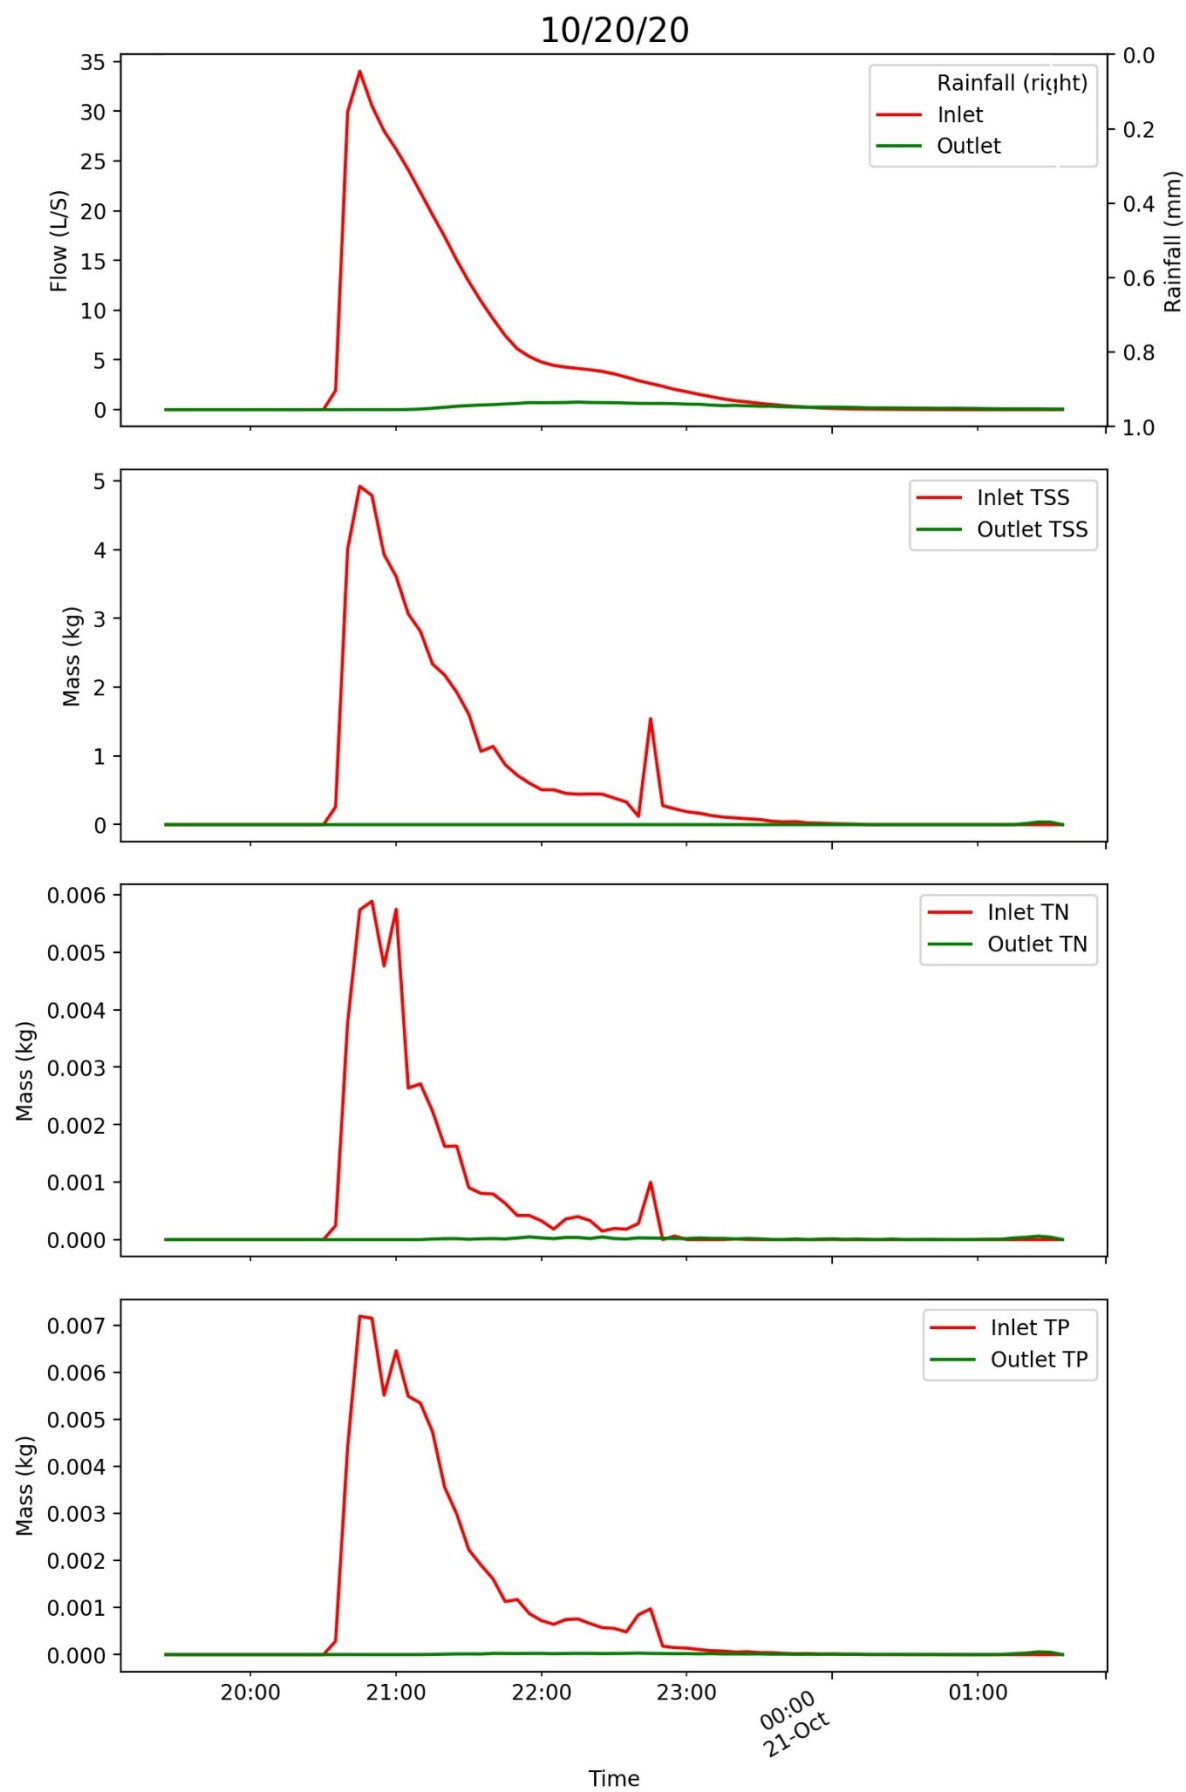 10/20/20
35
30
25
20
15
10
5
0
Flow (L/S)
0.0
0.2
0.4
0.6
0.8
1.0
Rainfall (mm)
Rainfall (right)
Inlet
Outlet
5
4
3
2
1
0
Mass (kg)
Inlet TSS
Outlet TSS
0.006
0.005
0.004
0.003
0.002
0.001
0.000
Mass (kg)
Inlet TN
Outlet TN
0.007
0.006
0.005
0.004
0.003
0.002
0.001
0.000
Mass (kg)
Inlet TP
Outlet TP
20:00
21:00
22:00
23:00
00:00
21-Oct
01:00
Time